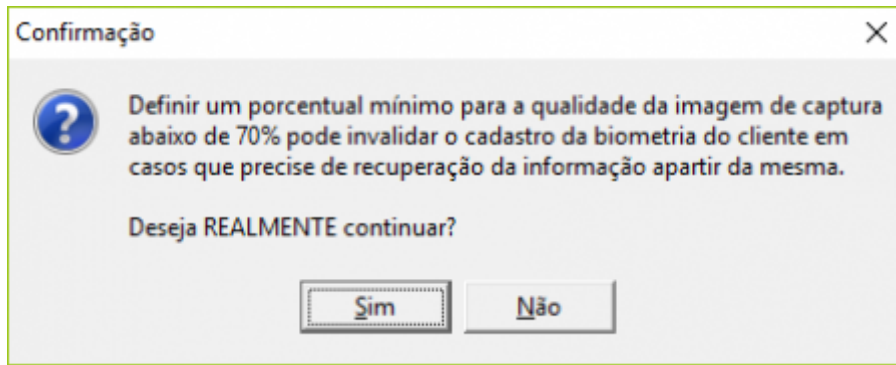 Confirmação
Definir um porcentual mínimo para a qualidade da imagem de captura
abaixo de 70% pode invalidar o cadastro da biometria do cliente em
casos que precise de recuperação da informação apartir da mesma.
Deseja REALMENTE continuar?
Sim
Não